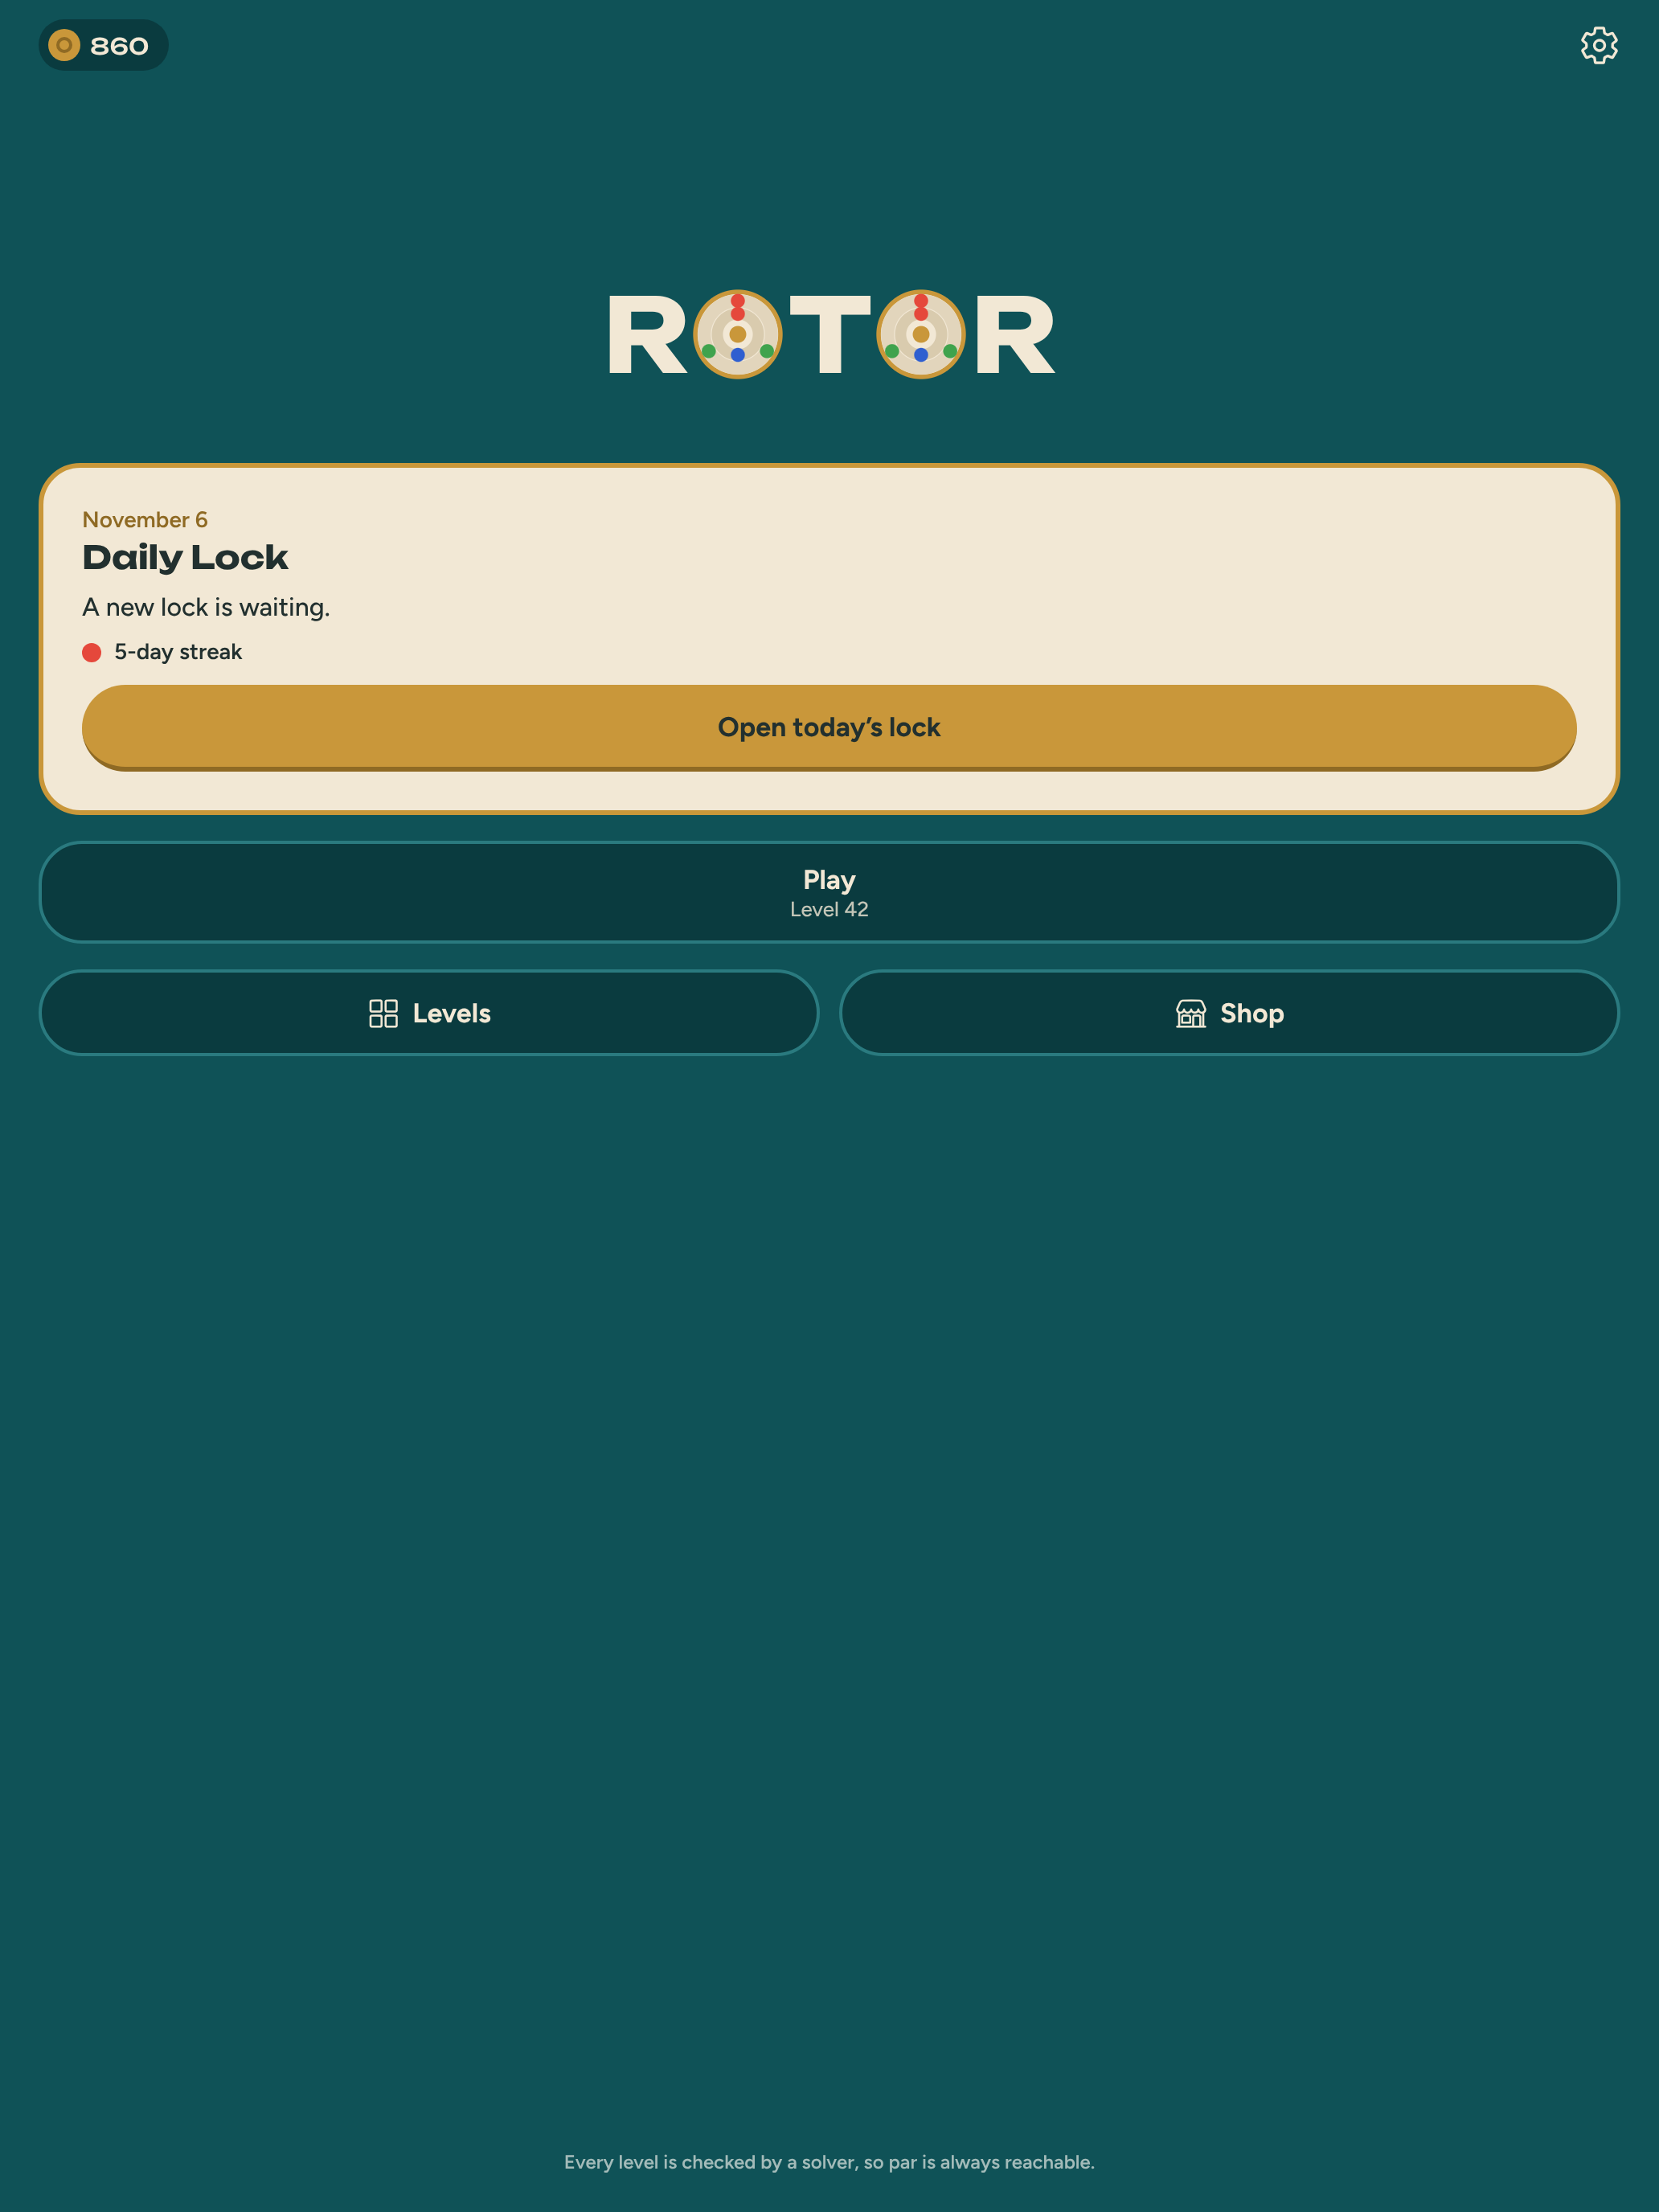 860
ROTOR
November 6
Daily Lock
A new lock is waiting.
5-day streak
Open today’s lock
Play
Level 42
Levels
Shop
Every level is checked by a solver, so par is always reachable.